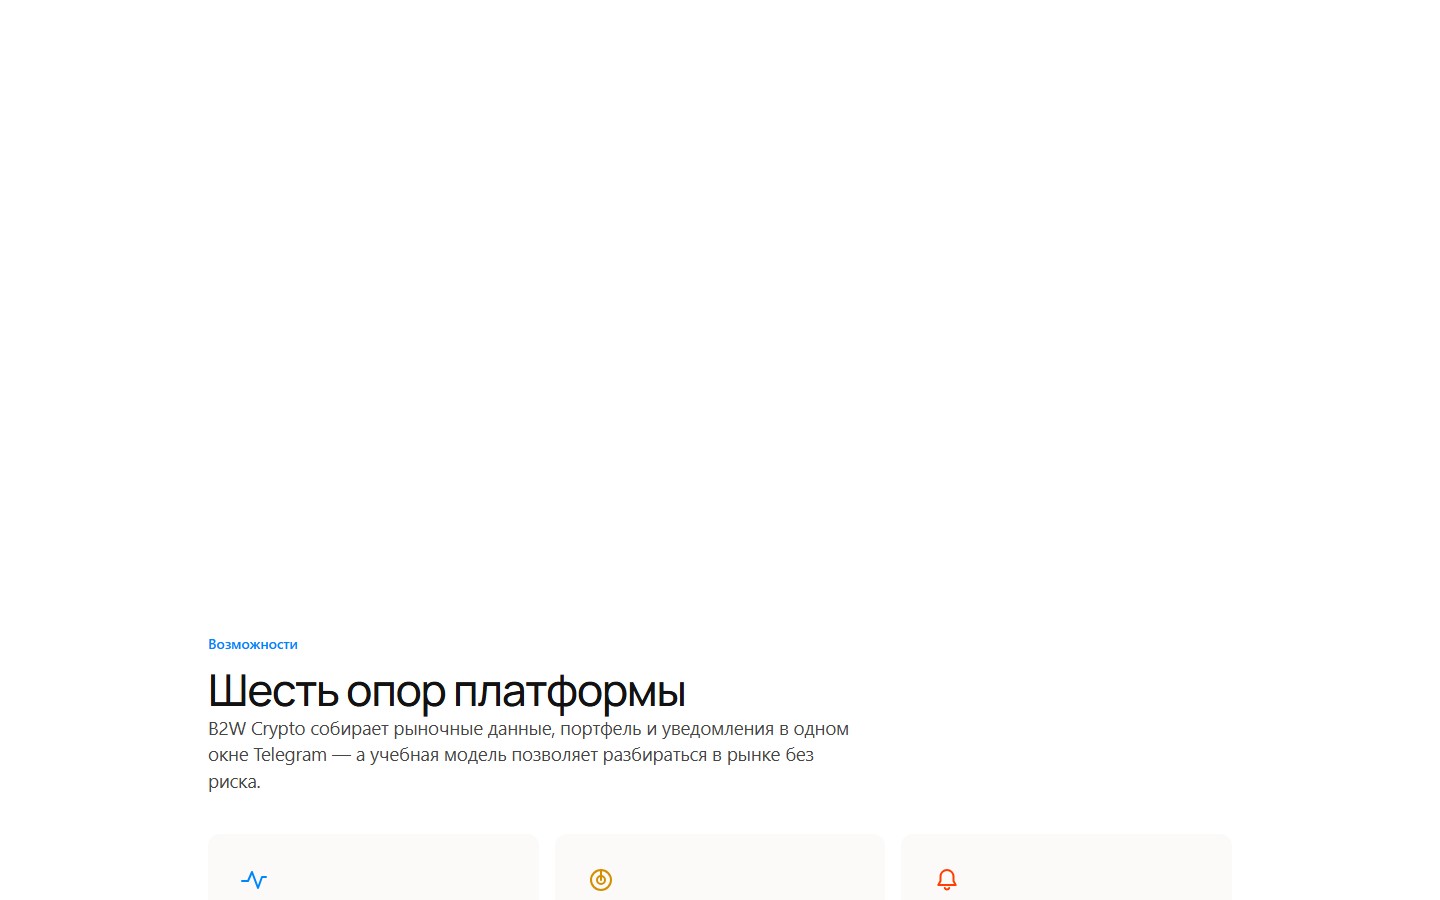 Возможности
Шесть опор платформы
B2W Crypto собирает рыночные данные, портфель и уведомления в одном
окне Telegram — а учебная модель позволяет разбираться в рынке без
риска.